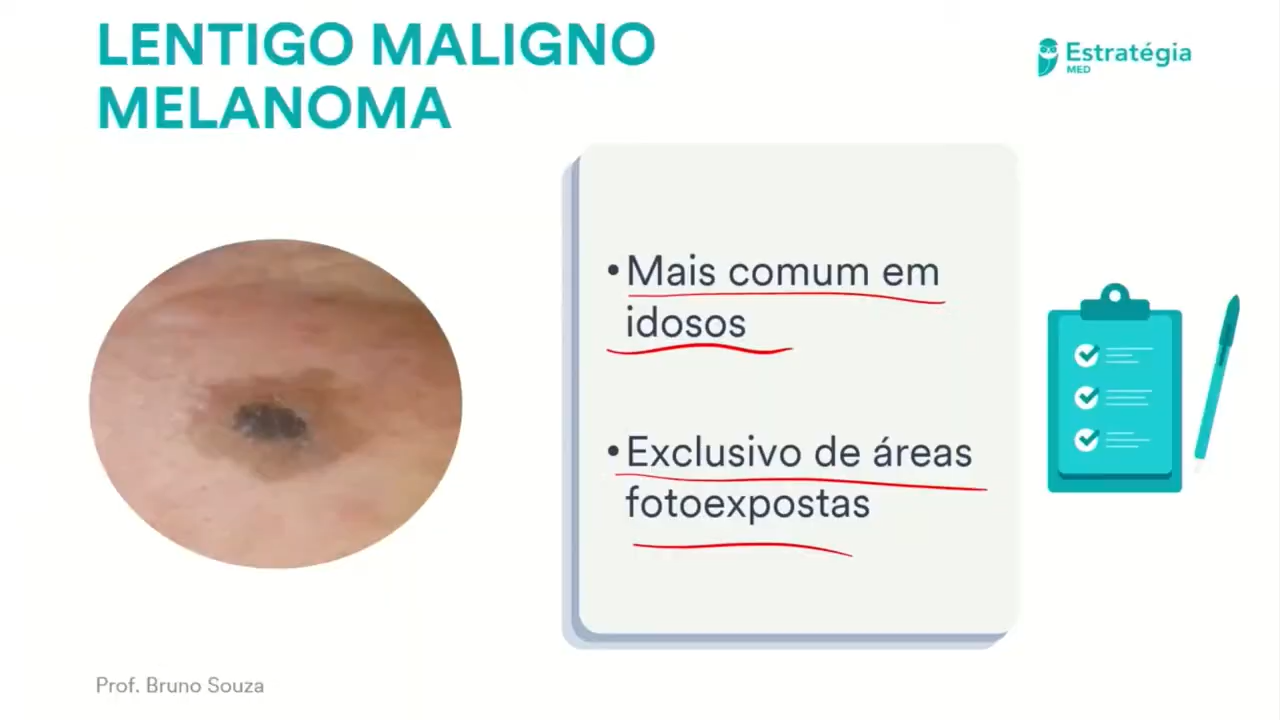 LENTIGO MALIGNO
MELANOMA
Estratégia
MED
•Mais comum em
idosos
•Exclusivo de áreas
fotoexpostas
Prof. Bruno Souza